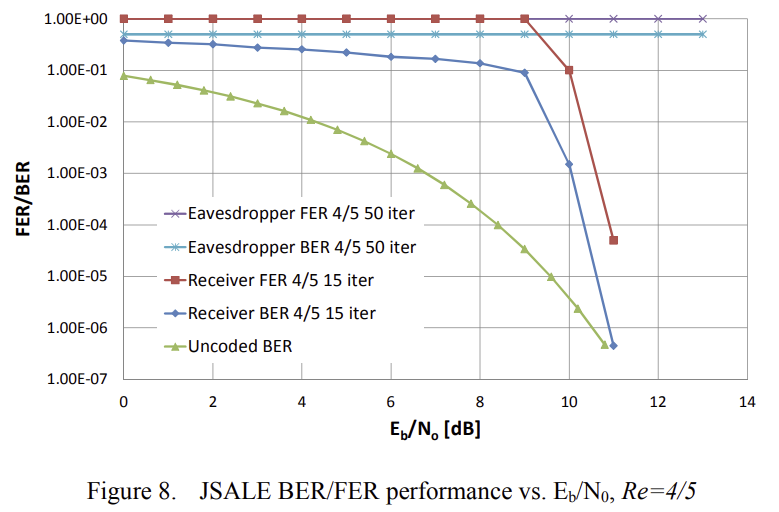 1.00E+00
1.00E-01
1.00E-02
1.00E-03
1.00E-04
1.00E-05
1.00E-06
1.00E-07
FER/BER
Eavesdropper FER 4/5 50 iter
Eavesdropper BER 4/5 50 iter
Receiver FER 4/5 15 iter
Receiver BER 4/5 15 iter
Uncoded BER
0 2 4 6 8 10 12 14
Eb/No [dB]
Figure 8. JSALE BER/FER performance vs. Eb/N0, Re=4/5